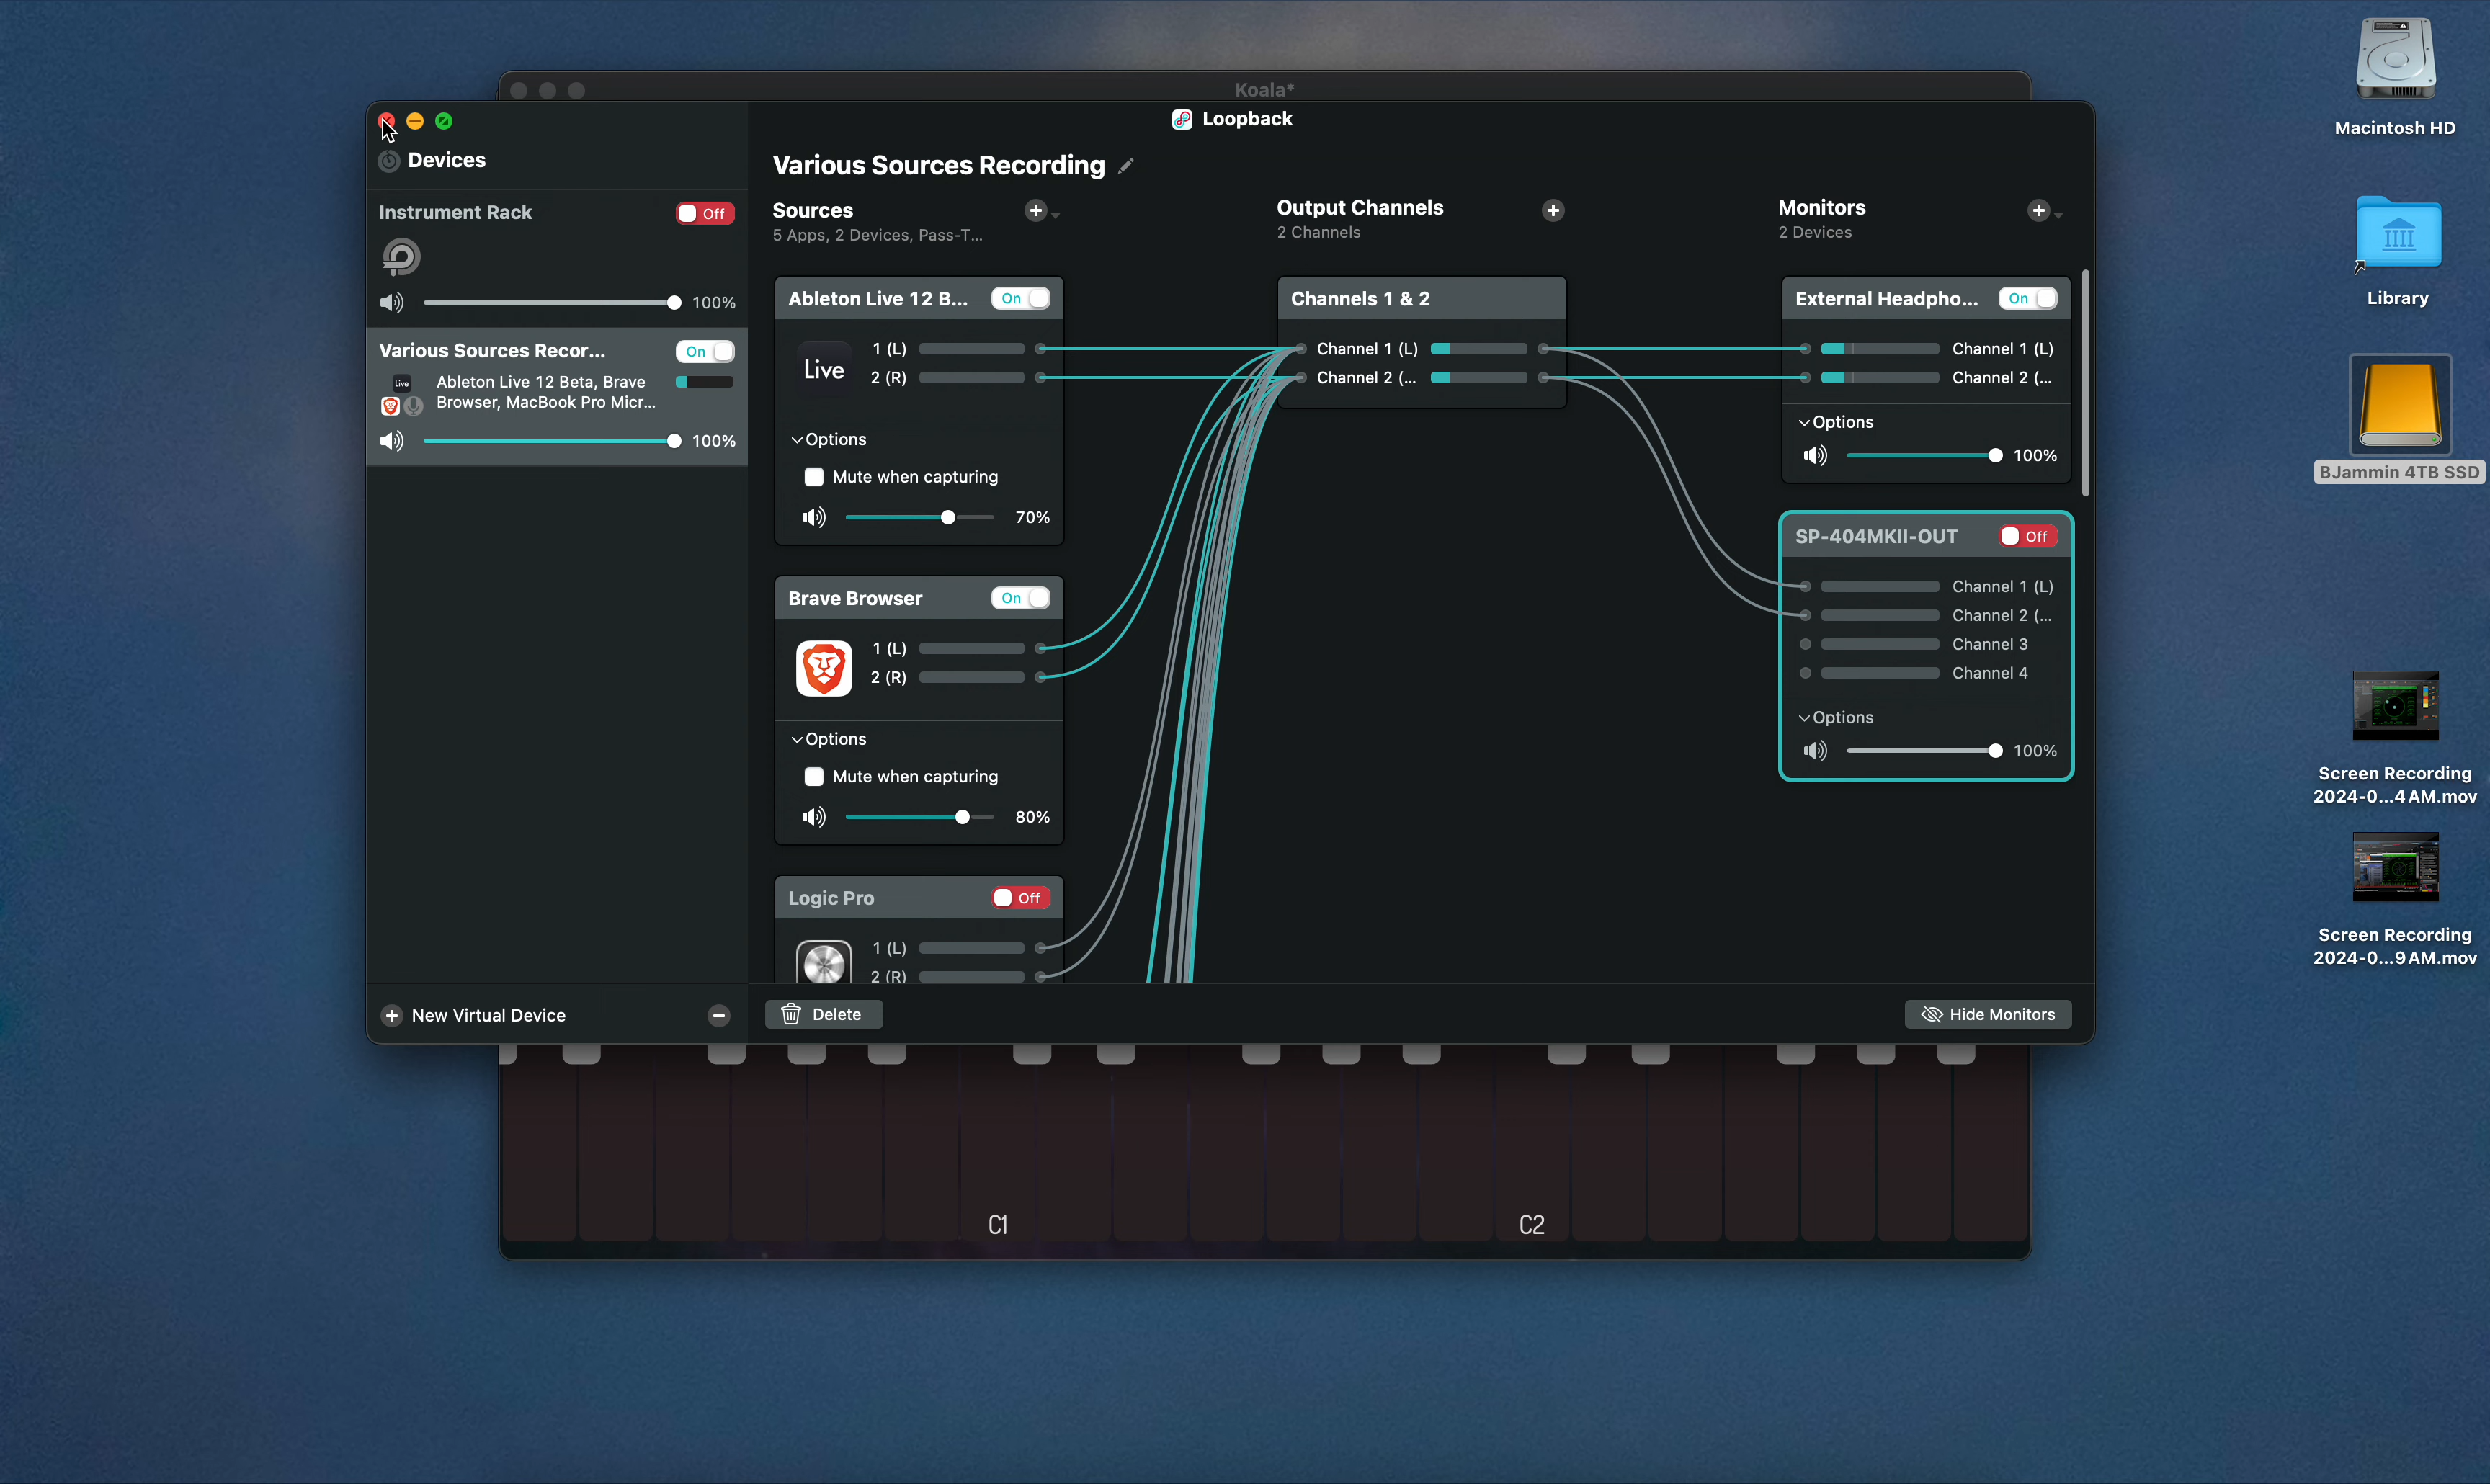 Koala*
Loopback
Devices
Instrument Rack
Off
100%
Various Sources Recor...
On
Live
Ableton Live 12 Beta, Brave
Browser, MacBook Pro Micr...
100%
New Virtual Device
Various Sources Recording
Sources
5 Apps, 2 Devices, Pass-T...
Ableton Live 12 B...
On
Live
1 (L)
2 (R)
Options
Mute when capturing
70%
Brave Browser
On
1 (L)
2 (R)
Options
Mute when capturing
80%
Logic Pro
Off
1 (L)
2 (R)
Delete
Output Channels
2 Channels
Channels 1 & 2
Channel 1 (L)
Channel 2 (...
Monitors
2 Devices
External Headpho...
On
Channel 1 (L)
Channel 2 (...
Options
100%
SP-404MKII-OUT
Off
Channel 1 (L)
Channel 2 (...
Channel 3
Channel 4
Options
100%
Hide Monitors
C1
C2
Macintosh HD
Library
BJammin 4TB SSD
Screen Recording
2024-0...4 AM.mov
Screen Recording
2024-0...9 AM.mov